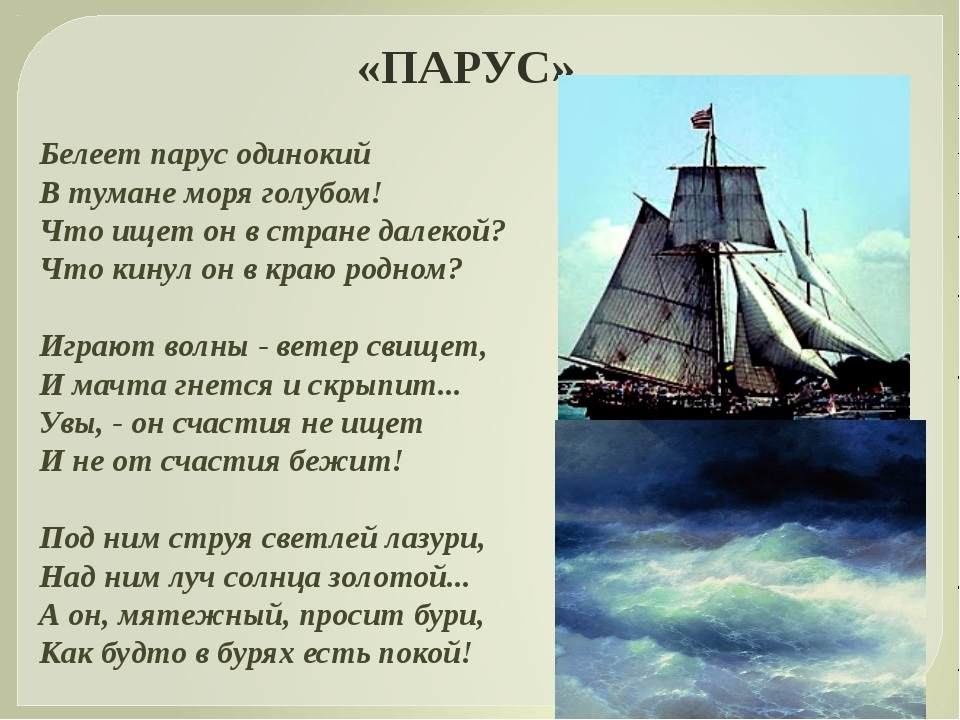 «ПАРУС»
Белеет парус одинокий
В тумане моря голубом!
Что ищет он в стране далекой?
Что кинул он в краю родном?
Играют волны - ветер свищет,
И мачта гнется и скрыпит...
Увы, - он счастия не ищет
И не от счастия бежит!
Под ним струя светлей лазури,
Над ним луч солнца золотой...
А он, мятежный, просит бури,
Как будто в бурях есть покой!